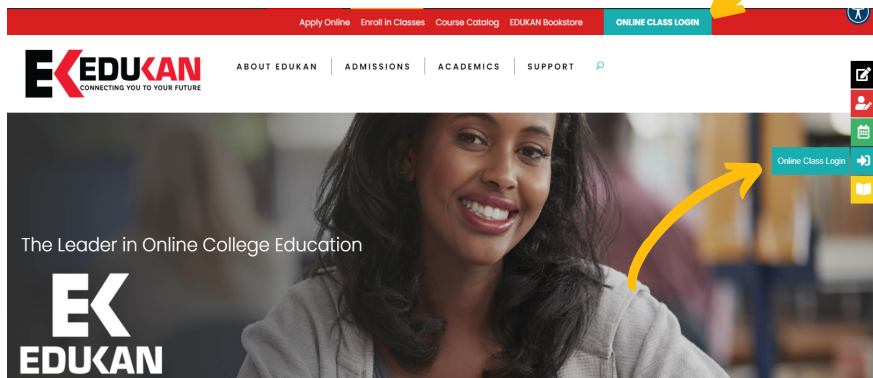 Apply Online Enroll in Classes Course Catalog EDUKAN Bookstore ONLINE CLASS LOGIN
EK EDUKAN
CONNECTING YOU TO YOUR FUTURE
ABOUT EDUKAN ADMISSIONS ACADEMICS SUPPORT
Online Class Login
The Leader in Online College Education
EK
EDUKAN